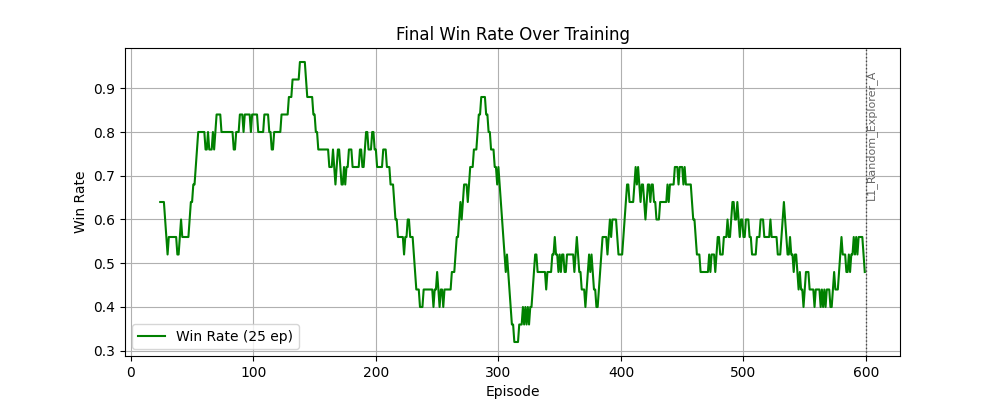 Final Win Rate Over Training
Win Rate
0.9
0.8
0.7
0.6
0.5
0.4
0.3
L1_Random_Explorer_A
Win Rate (25 ep)
0 100 200 300 400 500 600
Episode